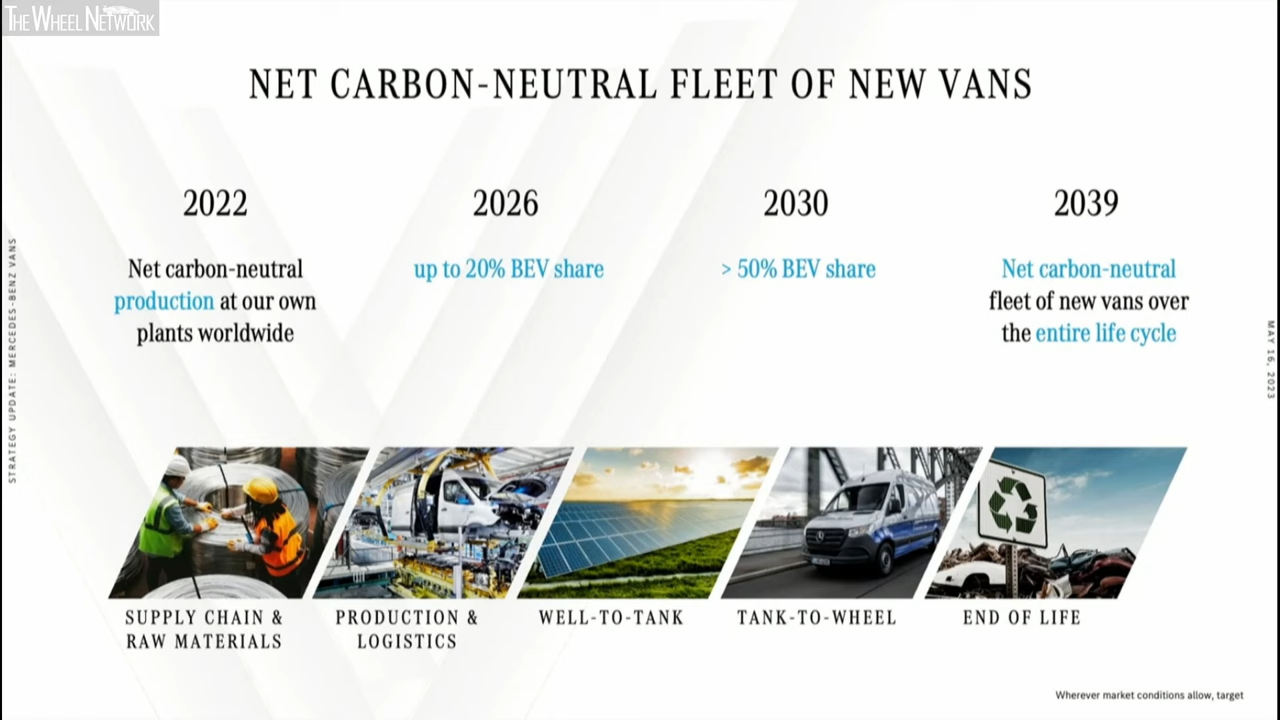 THE WHEEL NETWORK
NET CARBON-NEUTRAL FLEET OF NEW VANS
2022
Net carbon-neutral
production at our own
plants worldwide
2026
up to 20% BEV share
2030
> 50% BEV share
2039
Net carbon-neutral
fleet of new vans over
the entire life cycle
STRATEGY UPDATE: MERCEDES-BENZ VANS
MAY 16, 2023
SUPPLY CHAIN &
RAW MATERIALS
PRODUCTION &
LOGISTICS
WELL-TO-TANK
TANK-TO-WHEEL
END OF LIFE
Wherever market conditions allow, target